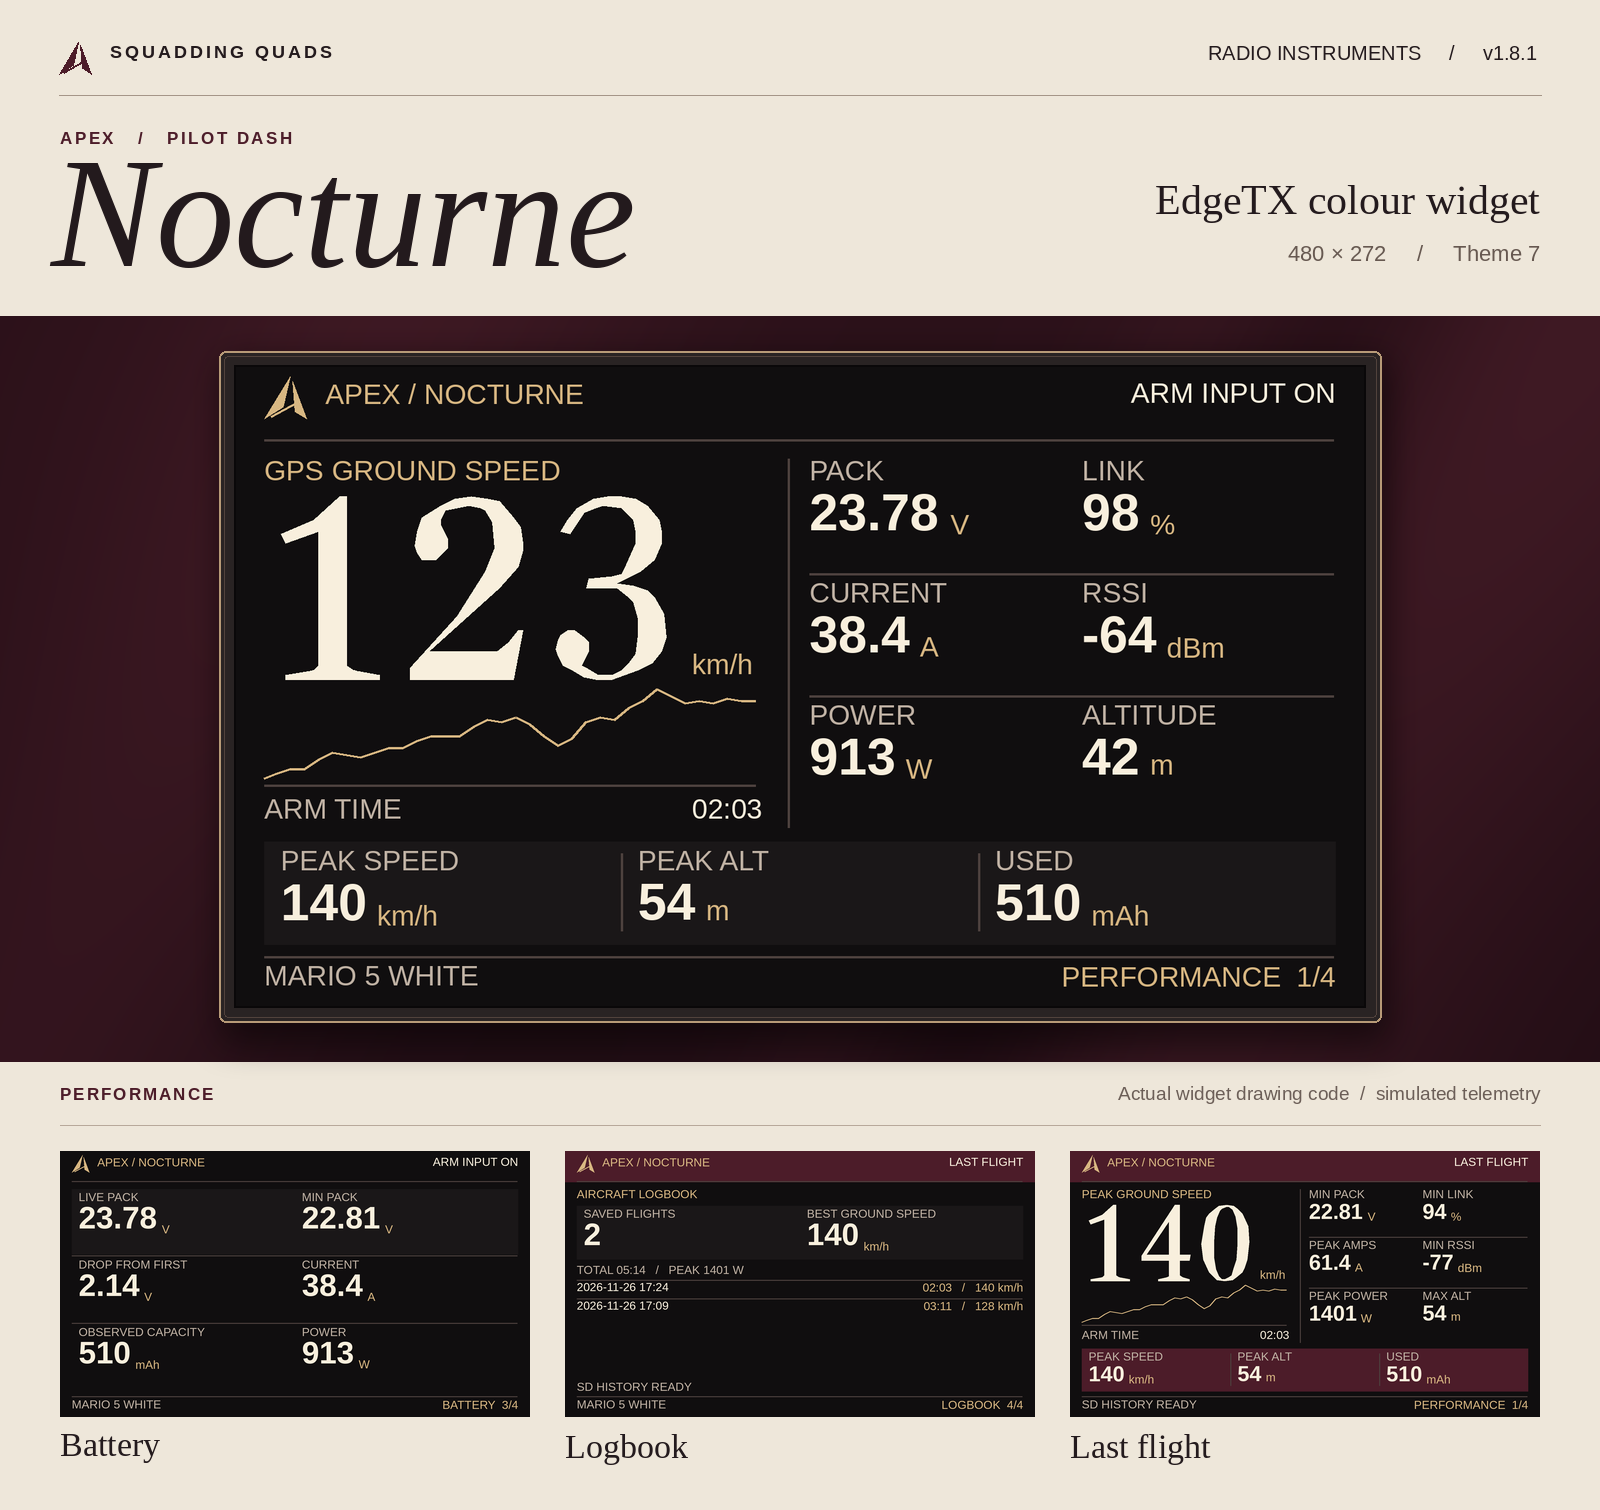 SQUADDING QUADS
RADIO INSTRUMENTS / v1.8.1
APEX / PILOT DASH
Nocturne
EdgeTX colour widget
480 × 272 / Theme 7
APEX / NOCTURNE
ARM INPUT ON
GPS GROUND SPEED
123 km/h
ARM TIME 02:03
PACK
23.78 V
LINK
98 %
CURRENT
38.4 A
RSSI
-64 dBm
POWER
913 W
ALTITUDE
42 m
PEAK SPEED
140 km/h
PEAK ALT
54 m
USED
510 mAh
MARIO 5 WHITE
PERFORMANCE 1/4
PERFORMANCE
Actual widget drawing code / simulated telemetry
APEX / NOCTURNE
ARM INPUT ON
LIVE PACK
23.78 V
MIN PACK
22.81 V
DROP FROM FIRST
2.14 V
CURRENT
38.4 A
OBSERVED CAPACITY
510 mAh
POWER
913 W
MARIO 5 WHITE
BATTERY 3/4
Battery
APEX / NOCTURNE
LAST FLIGHT
AIRCRAFT LOGBOOK
SAVED FLIGHTS
2
BEST GROUND SPEED
140 km/h
TOTAL 05:14 / PEAK 1401 W
2026-11-26 17:24 02:03 / 140 km/h
2026-11-26 17:09 03:11 / 128 km/h
SD HISTORY READY
MARIO 5 WHITE
LOGBOOK 4/4
Logbook
APEX / NOCTURNE
LAST FLIGHT
PEAK GROUND SPEED
140 km/h
ARM TIME 02:03
MIN PACK
22.81 V
MIN LINK
94 %
PEAK AMPS
61.4 A
MIN RSSI
-77 dBm
PEAK POWER
1401 W
MAX ALT
54 m
PEAK SPEED
140 km/h
PEAK ALT
54 m
USED
510 mAh
SD HISTORY READY
PERFORMANCE 1/4
Last flight